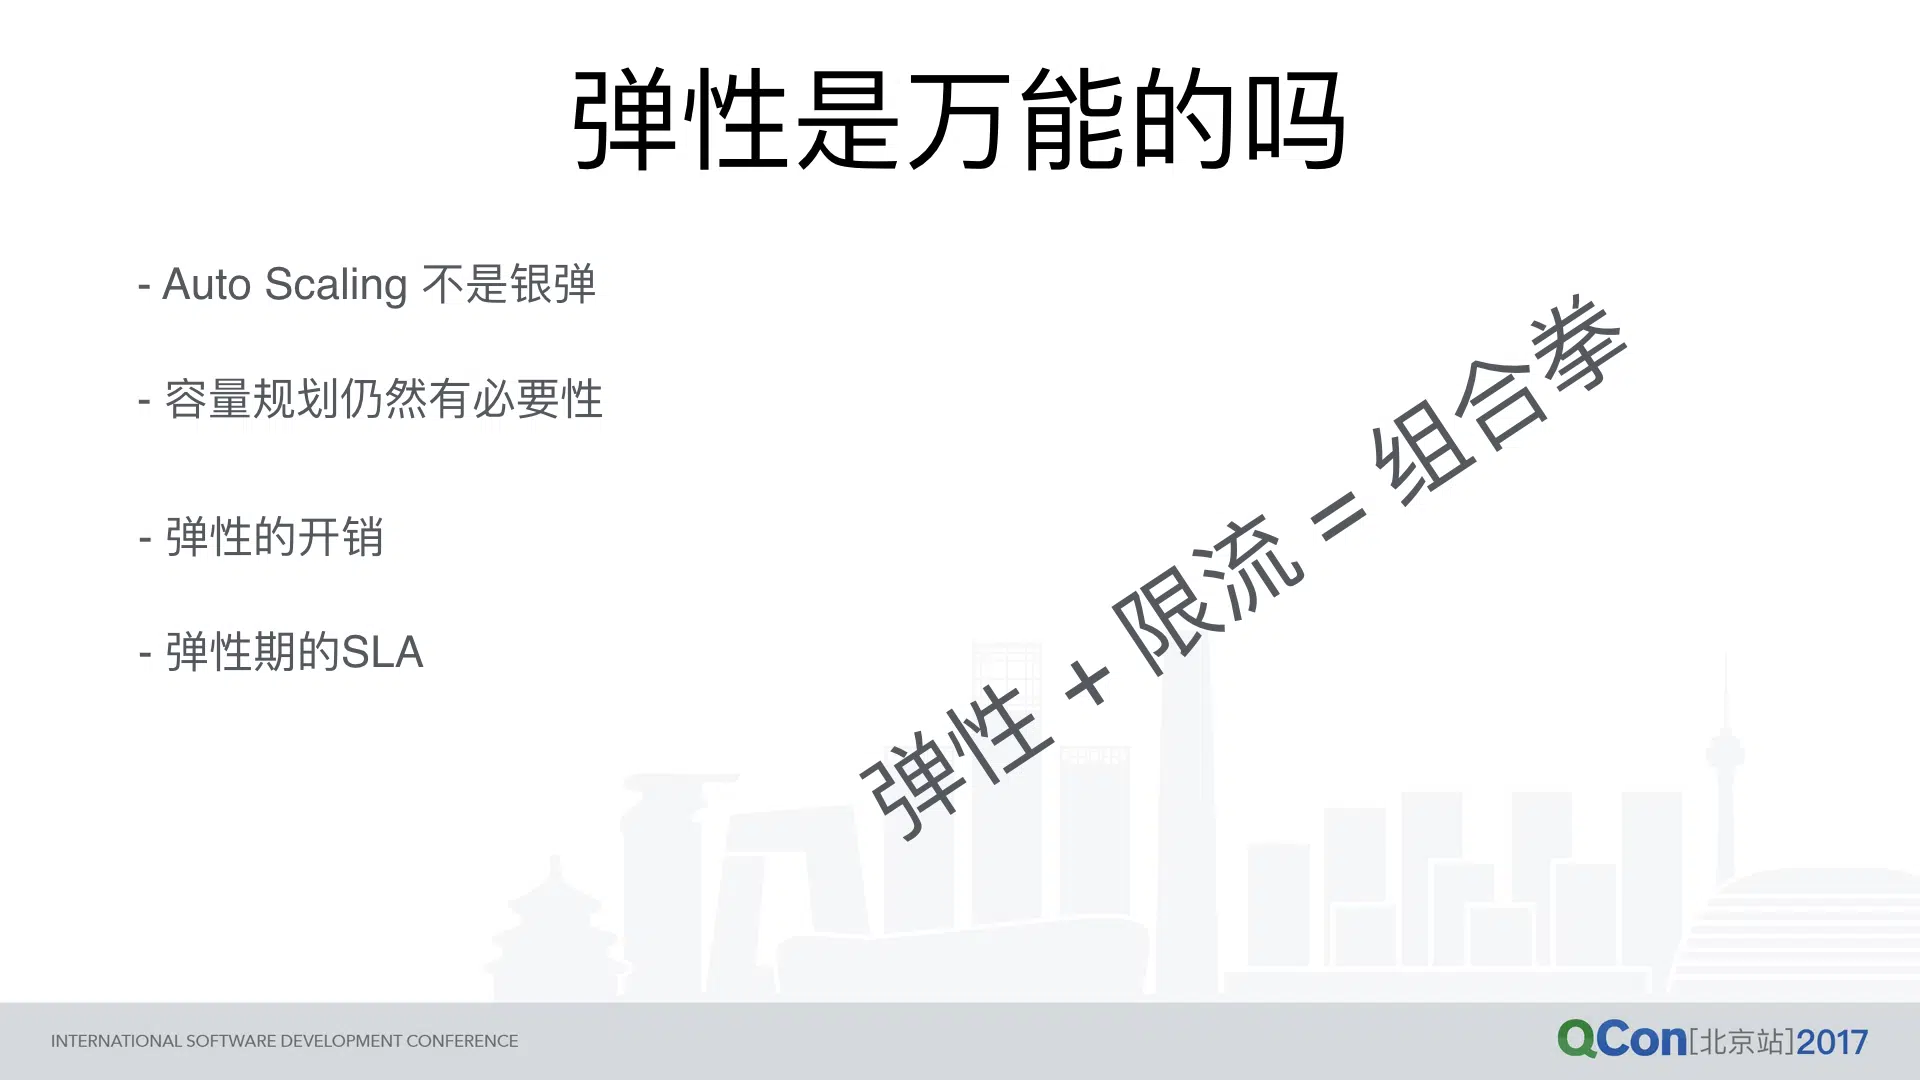 弹性是万能的吗
- Auto Scaling 不是银弹
- 容量规划仍然有必要性
- 弹性的开销
- 弹性期的SLA
弹性 + 限流 = 组合拳
INTERNATIONAL SOFTWARE DEVELOPMENT CONFERENCE
QCon[北京站]2017